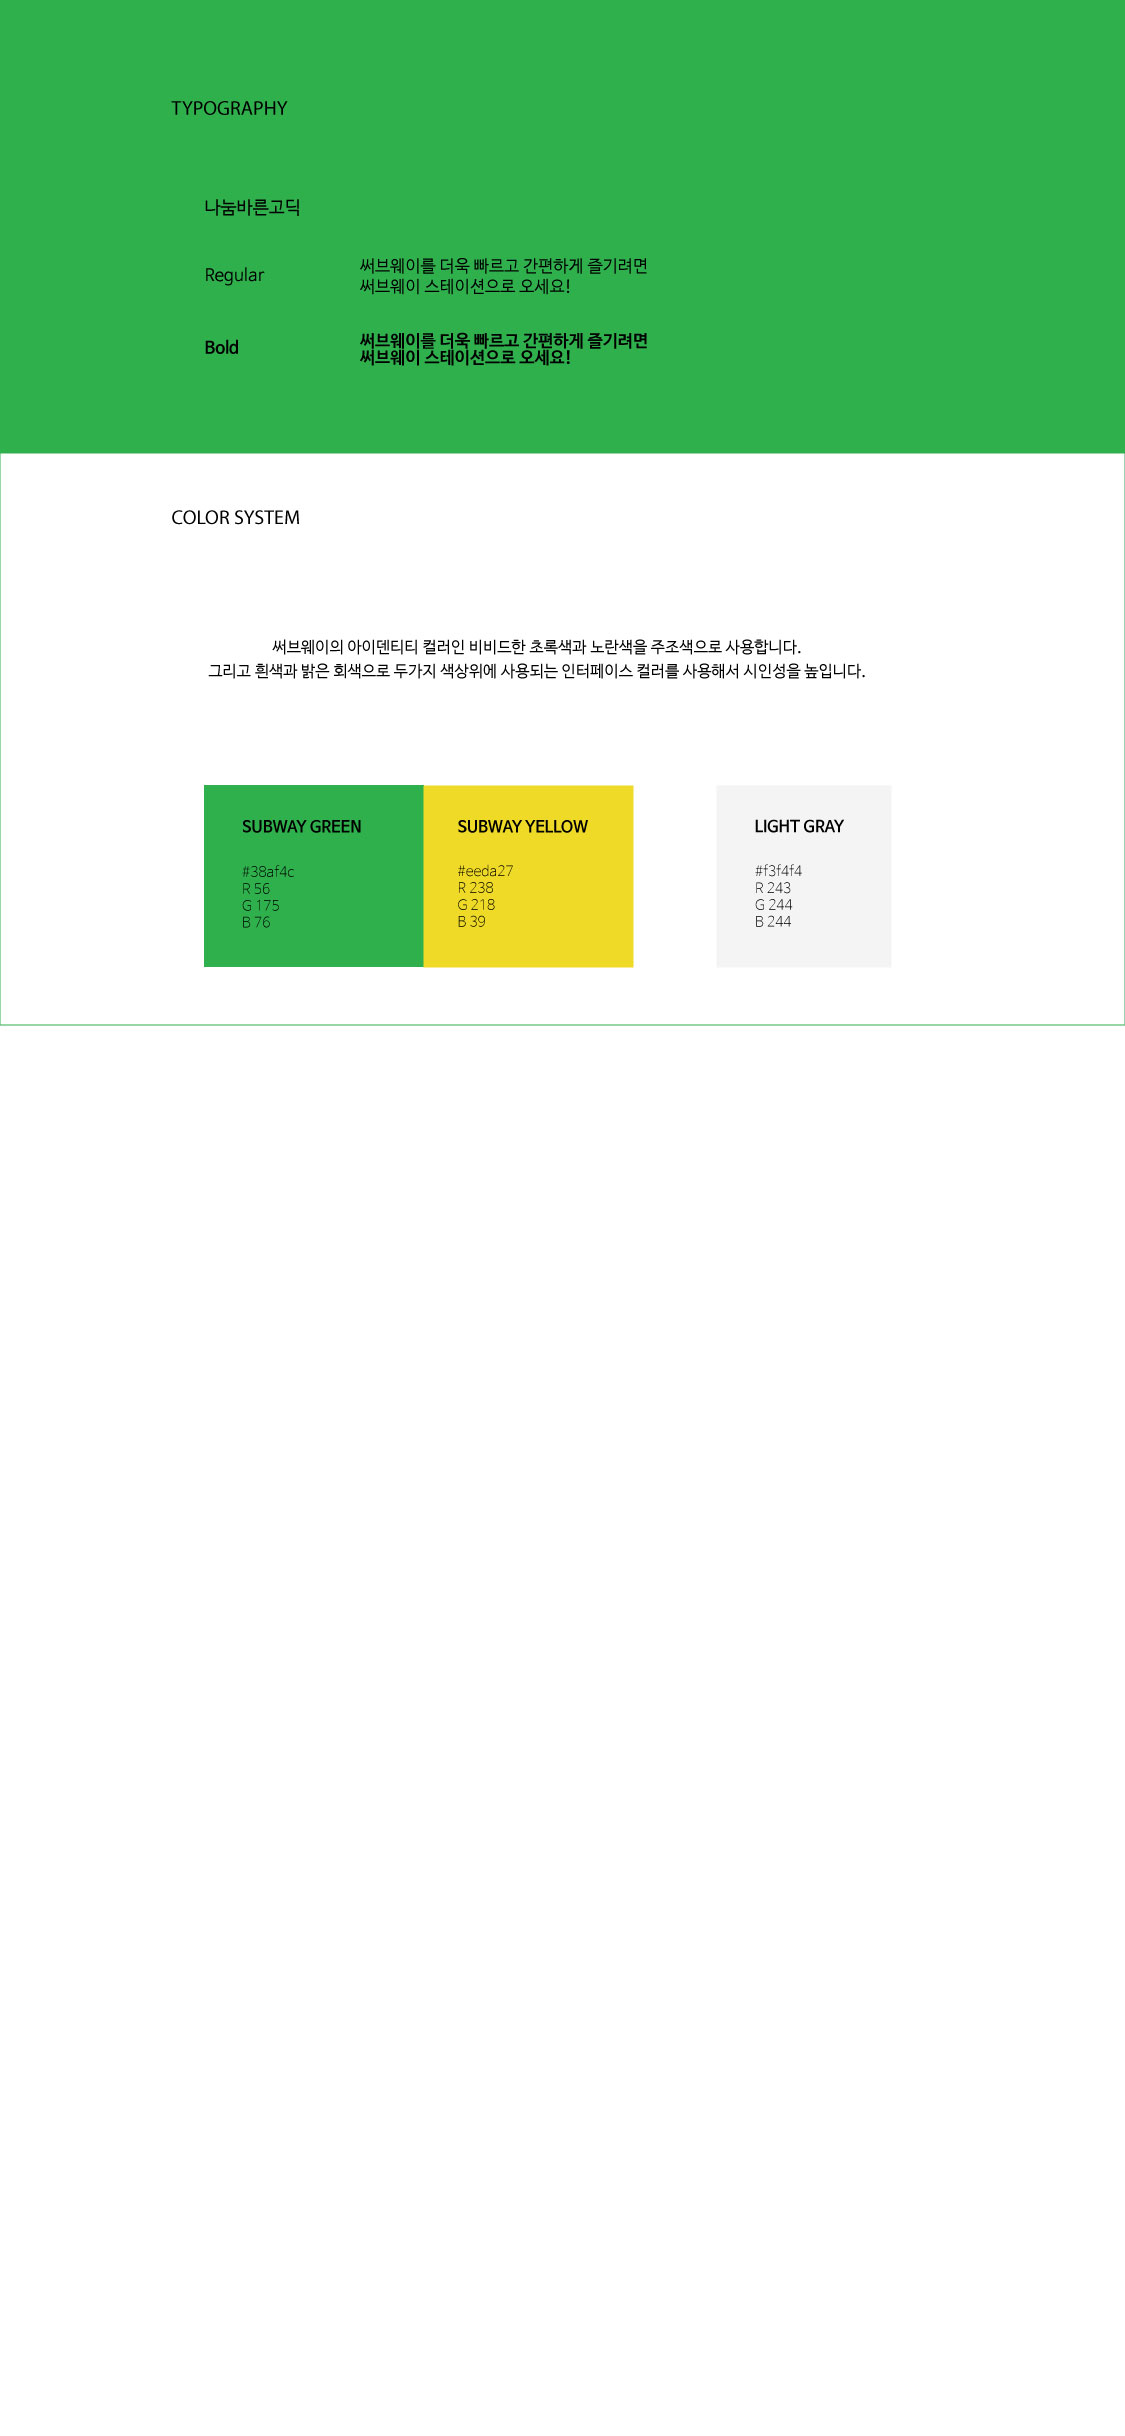 TYPOGRAPHY
나눔바른고딕
Regular
써브웨이를 더욱 빠르고 간편하게 즐기려면
써브웨이 스테이션으로 오세요!
Bold
써브웨이를 더욱 빠르고 간편하게 즐기려면
써브웨이 스테이션으로 오세요!
COLOR SYSTEM
써브웨이의 아이덴티티 컬러인 비비드한 초록색과 노란색을 주조색으로 사용합니다.
그리고 흰색과 밝은 회색으로 두가지 색상위에 사용되는 인터페이스 컬러를 사용해서 시인성을 높입니다.
SUBWAY GREEN
#38af4c
R 56
G 175
B 76
SUBWAY YELLOW
#eeda27
R 238
G 218
B 39
LIGHT GRAY
#f3f4f4
R 243
G 244
B 244